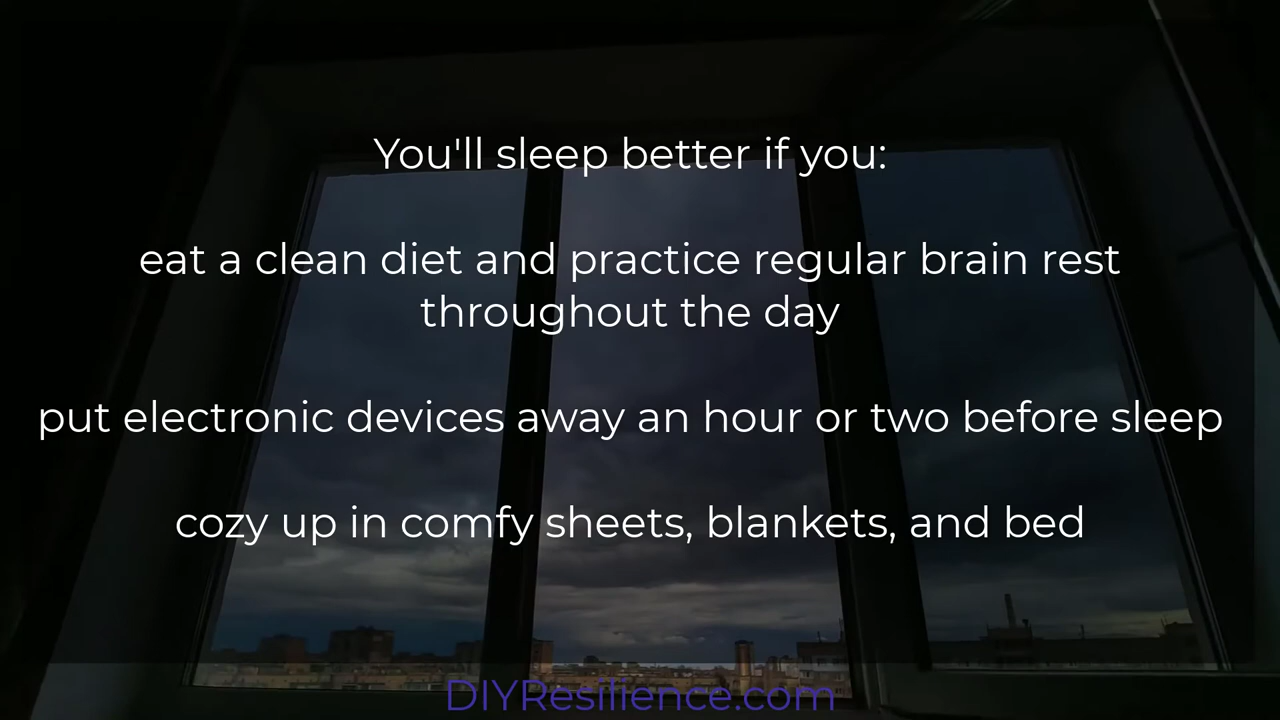 You'll sleep better if you:
eat a clean diet and practice regular brain rest
throughout the day
put electronic devices away an hour or two before sleep
cozy up in comfy sheets, blankets, and bed
DIYResilience.com